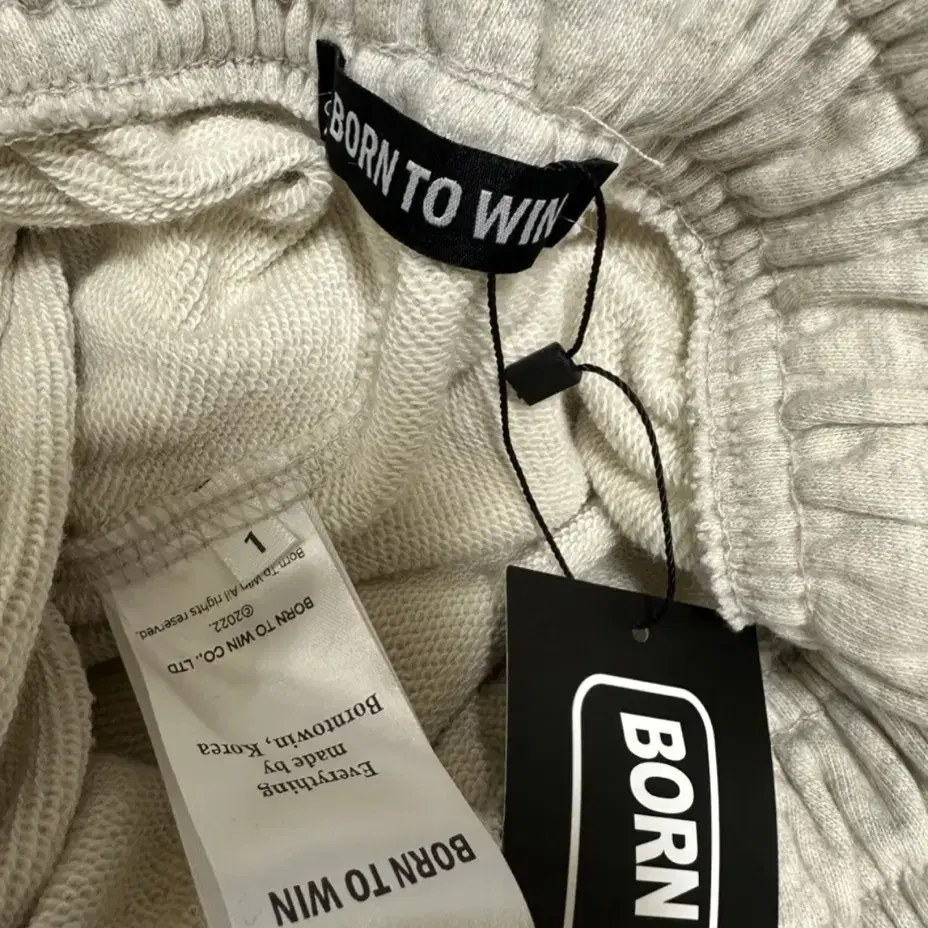 BORN TO WIN
1
BORN TO WIN
Everything
made by
Borntowin, Korea
BORN TO WIN CO., LTD
©2022.
Born To Win All rights reserved.
BORN